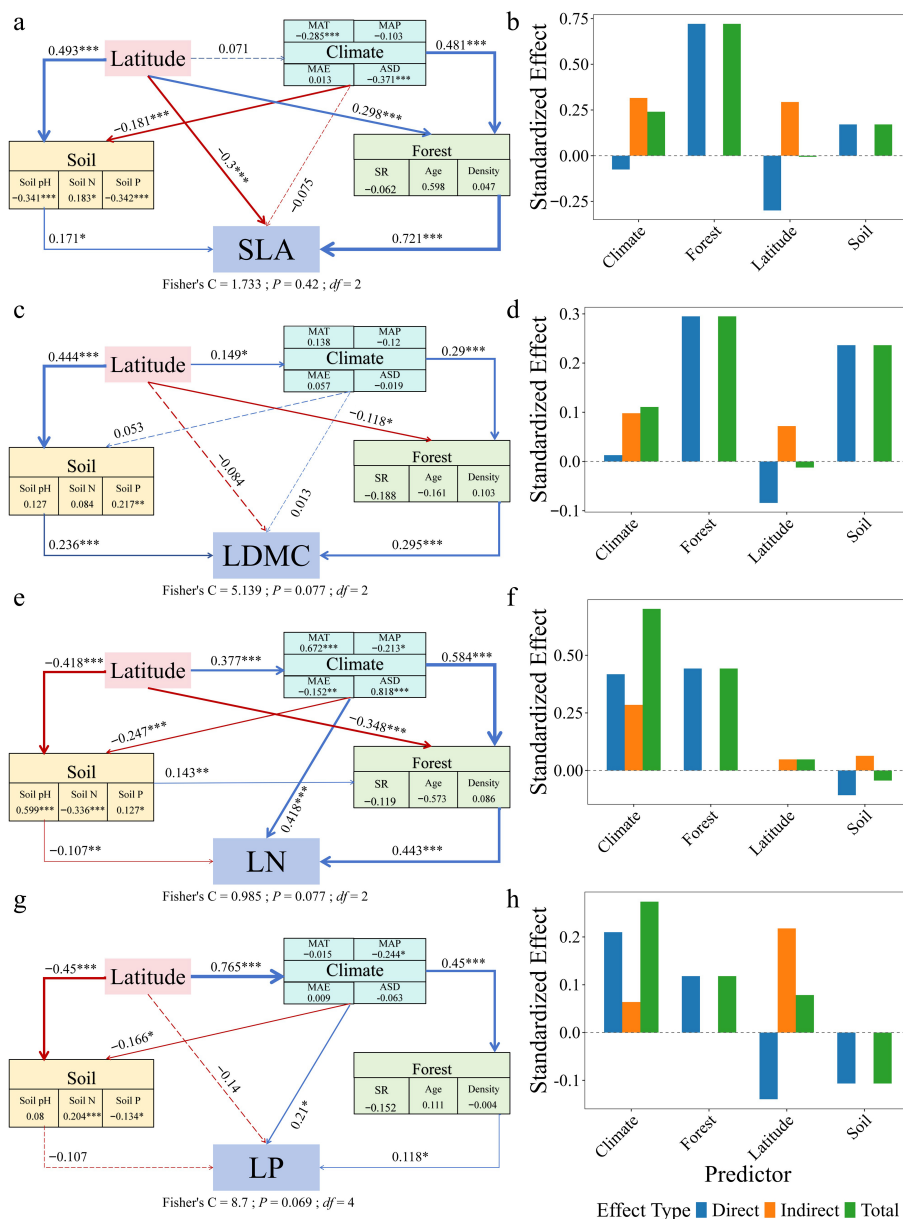 a
Latitude
0.071
MAT
−0.285***
MAP
−0.103
Climate
MAE
0.013
ASD
−0.371***
0.493***
0.481***
−0.181***
0.298***
−0.3***
−0.075
Soil
Soil pH
−0.341***
Soil N
0.183*
Soil P
−0.342***
Forest
SR
−0.062
Age
0.598
Density
0.047
0.171*
0.721***
SLA
Fisher's C = 1.733 ; P = 0.42 ; df = 2
b
Standardized Effect
0.75
0.50
0.25
0.00
−0.25
Climate
Forest
Latitude
Soil
c
Latitude
0.149*
MAT
0.138
MAP
−0.12
Climate
MAE
0.057
ASD
−0.019
0.444***
0.29***
0.053
−0.118*
−0.084
0.013
Soil
Soil pH
0.127
Soil N
0.084
Soil P
0.217**
Forest
SR
−0.188
Age
−0.161
Density
0.103
0.236***
0.295***
LDMC
Fisher's C = 5.139 ; P = 0.077 ; df = 2
d
Standardized Effect
0.3
0.2
0.1
0.0
−0.1
Climate
Forest
Latitude
Soil
e
Latitude
0.377***
MAT
0.672***
MAP
−0.213*
Climate
MAE
−0.152**
ASD
0.818***
−0.418***
0.584***
−0.247***
−0.348***
0.143**
0.418***
Soil
Soil pH
0.599***
Soil N
−0.336***
Soil P
0.127*
Forest
SR
−0.119
Age
−0.573
Density
0.086
−0.107**
0.443***
LN
Fisher's C = 0.985 ; P = 0.077 ; df = 2
f
Standardized Effect
0.50
0.25
0.00
Climate
Forest
Latitude
Soil
g
Latitude
0.765***
MAT
−0.015
MAP
−0.244*
Climate
MAE
0.009
ASD
-0.063
−0.45***
0.45***
−0.166*
−0.14
0.21*
Soil
Soil pH
0.08
Soil N
0.204***
Soil P
−0.134*
Forest
SR
−0.152
Age
0.111
Density
−0.004
−0.107
0.118*
LP
Fisher's C = 8.7 ; P = 0.069 ; df = 4
h
Standardized Effect
0.2
0.1
0.0
-0.1
Climate
Forest
Latitude
Soil
Predictor
Effect Type Direct Indirect Total